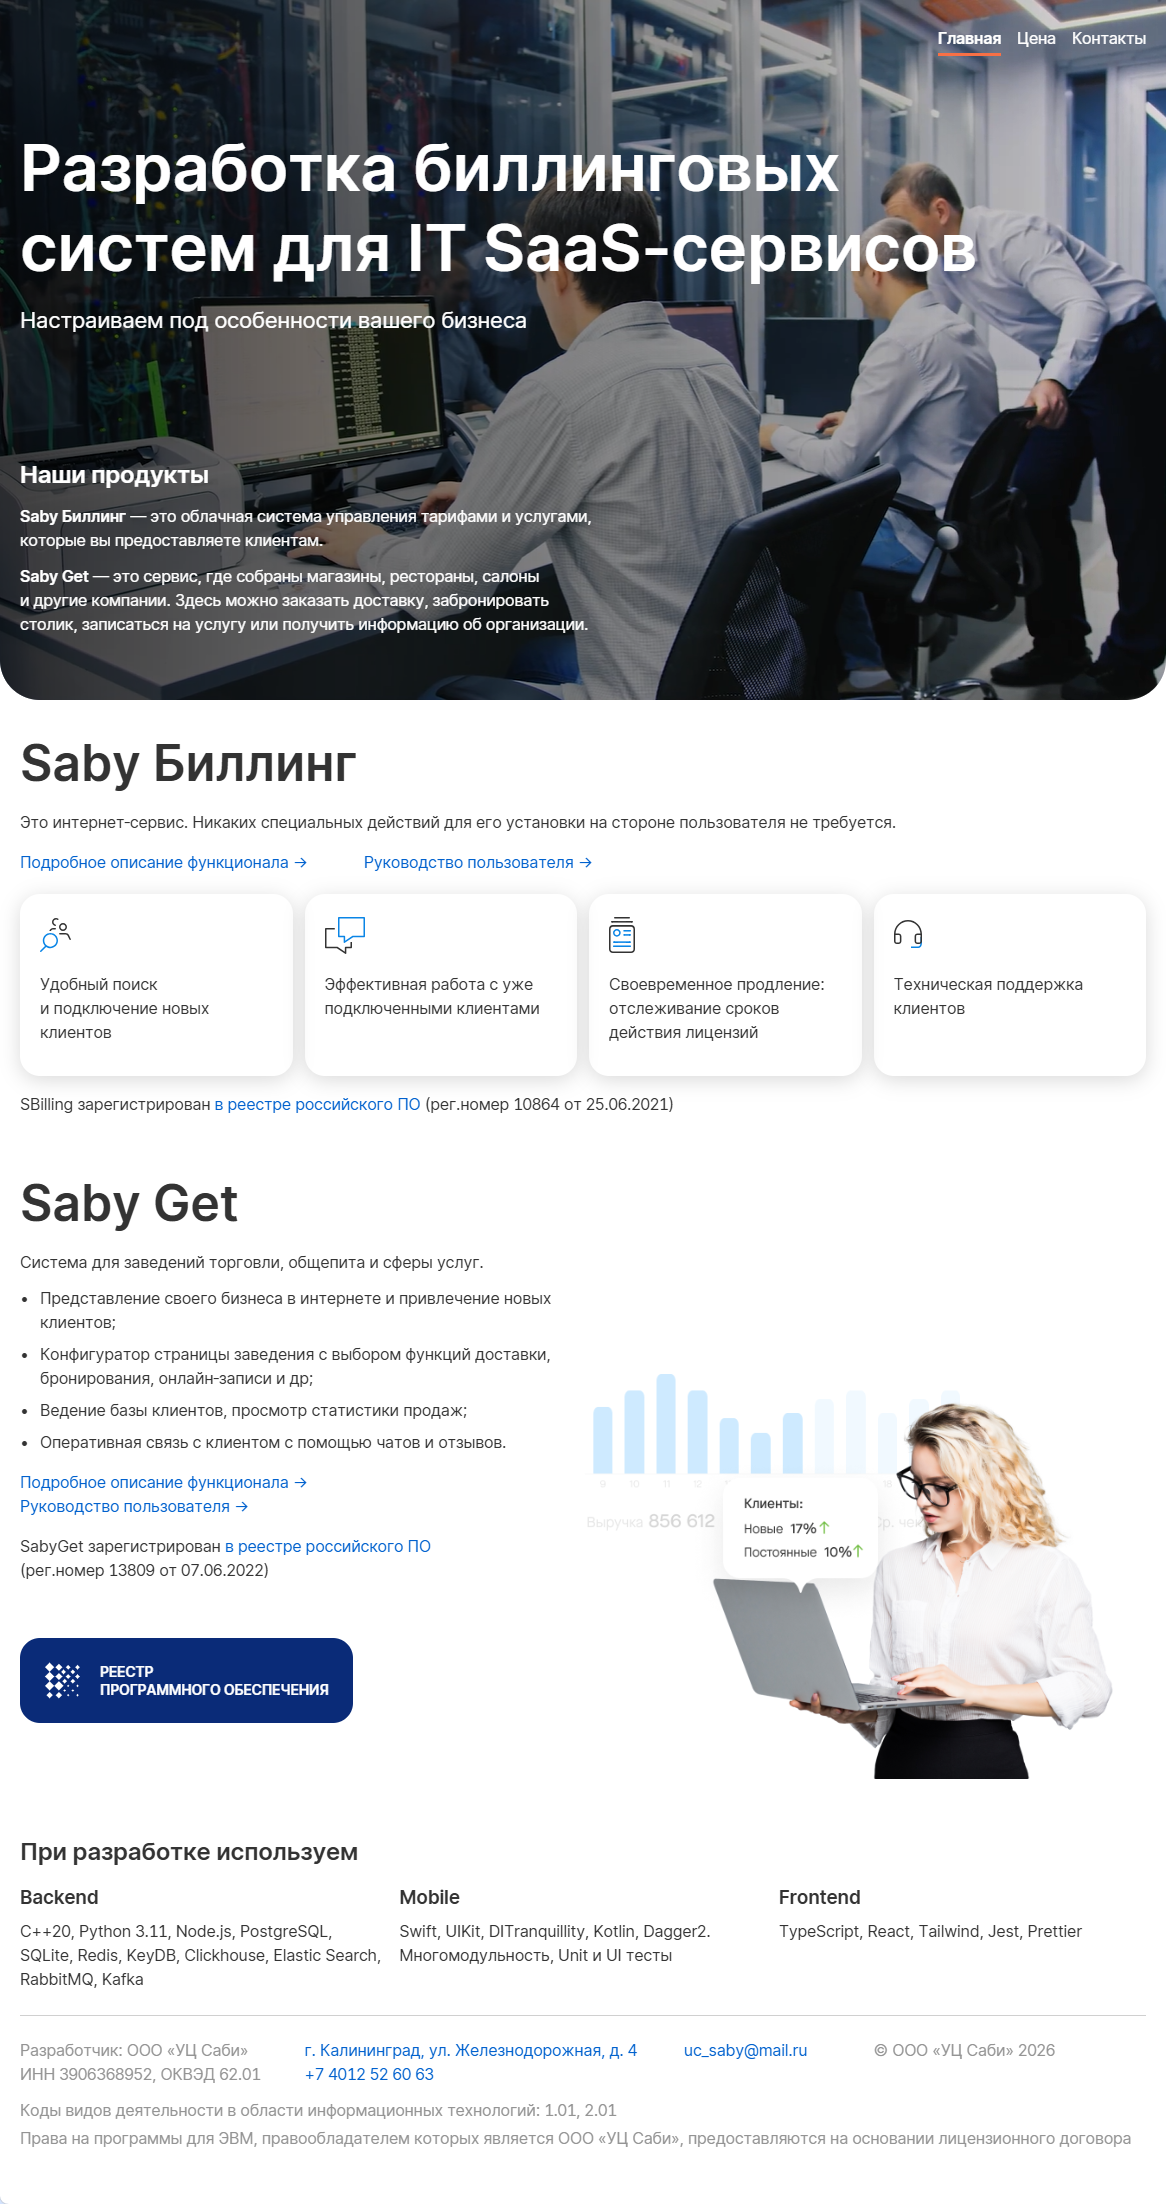 Главная Цена Контакты
Разработка биллинговых
систем для IT SaaS-сервисов
Настраиваем под особенности вашего бизнеса
Наши продукты
Saby Биллинг — это облачная система управления тарифами и услугами,
которые вы предоставляете клиентам.
Saby Get — это сервис, где собраны магазины, рестораны, салоны
и другие компании. Здесь можно заказать доставку, забронировать
столик, записаться на услугу или получить информацию об организации.
Saby Биллинг
Это интернет-сервис. Никаких специальных действий для его установки на стороне пользователя не требуется.
Подробное описание функционала → Руководство пользователя →
Удобный поиск
и подключение новых
клиентов
Эффективная работа с уже
подключенными клиентами
Своевременное продление:
отслеживание сроков
действия лицензий
Техническая поддержка
клиентов
SBilling зарегистрирован в реестре российского ПО (рег.номер 10864 от 25.06.2021)
Saby Get
Система для заведений торговли, общепита и сферы услуг.
• Представление своего бизнеса в интернете и привлечение новых
клиентов;
• Конфигуратор страницы заведения с выбором функций доставки,
бронирования, онлайн-записи и др;
• Ведение базы клиентов, просмотр статистики продаж;
• Оперативная связь с клиентом с помощью чатов и отзывов.
Подробное описание функционала →
Руководство пользователя →
SabyGet зарегистрирован в реестре российского ПО
(рег.номер 13809 от 07.06.2022)
РЕЕСТР
ПРОГРАММНОГО ОБЕСПЕЧЕНИЯ
9 10 11 12 18
Выручка 856 612 Ср. чек
Клиенты:
Новые 17%↑
Постоянные 10%↑
При разработке используем
Backend
C++20, Python 3.11, Node.js, PostgreSQL,
SQLite, Redis, KeyDB, Clickhouse, Elastic Search,
RabbitMQ, Kafka
Mobile
Swift, UIKit, DITranquillity, Kotlin, Dagger2.
Многомодульность, Unit и UI тесты
Frontend
TypeScript, React, Tailwind, Jest, Prettier
Разработчик: ООО «УЦ Саби»
ИНН 3906368952, ОКВЭД 62.01
г. Калининград, ул. Железнодорожная, д. 4
+7 4012 52 60 63
uc_saby@mail.ru
© ООО «УЦ Саби» 2026
Коды видов деятельности в области информационных технологий: 1.01, 2.01
Права на программы для ЭВМ, правообладателем которых является ООО «УЦ Саби», предоставляются на основании лицензионного договора